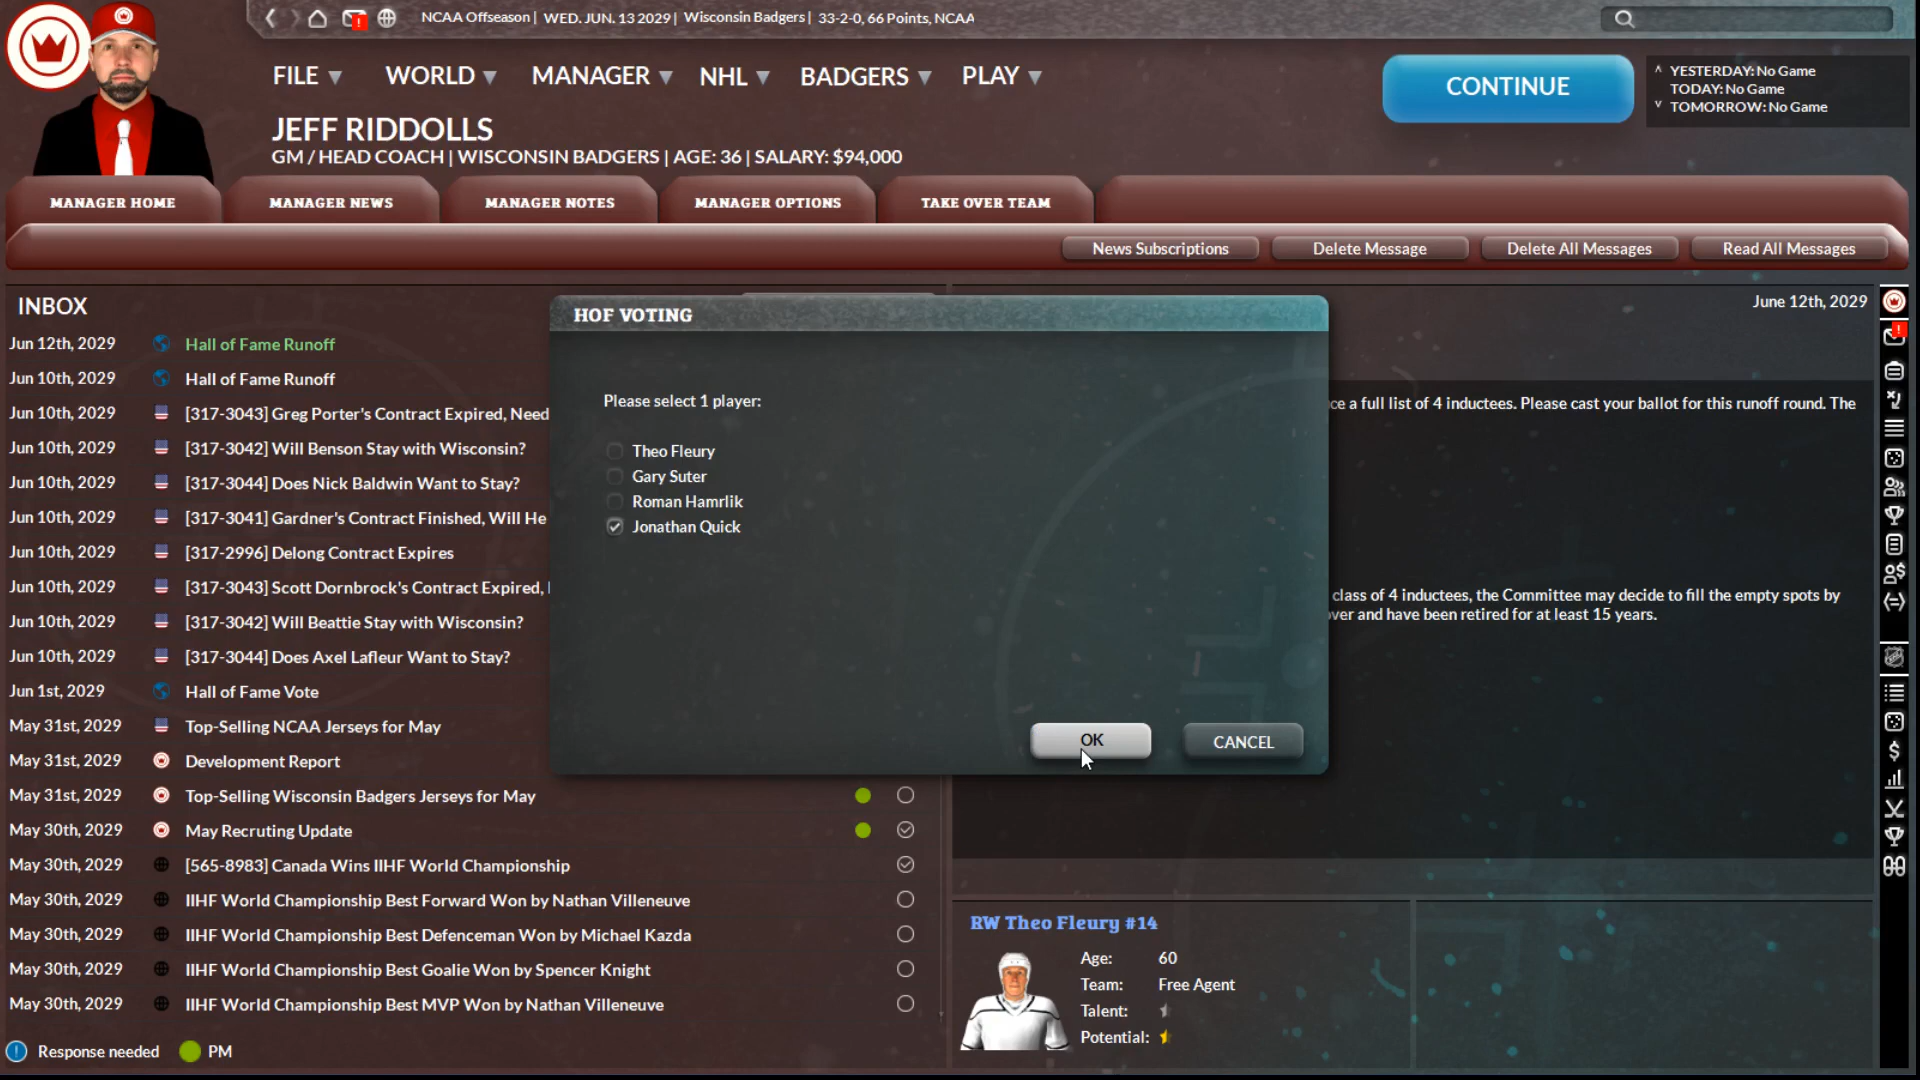 NCAA Offseason | WED. JUN. 13 2029 | Wisconsin Badgers | 33-2-0, 66 Points, NCAA
FILE WORLD MANAGER NHL BADGERS PLAY
CONTINUE
YESTERDAY: No Game
TODAY: No Game
TOMORROW: No Game
JEFF RIDDOLLS
GM / HEAD COACH | WISCONSIN BADGERS | AGE: 36 | SALARY: $94,000
MANAGER HOME MANAGER NEWS MANAGER NOTES MANAGER OPTIONS TAKE OVER TEAM
News Subscriptions Delete Message Delete All Messages Read All Messages
INBOX
Jun 12th, 2029 Hall of Fame Runoff
Jun 10th, 2029 Hall of Fame Runoff
Jun 10th, 2029 [317-3043] Greg Porter's Contract Expired, Need
Jun 10th, 2029 [317-3042] Will Benson Stay with Wisconsin?
Jun 10th, 2029 [317-3044] Does Nick Baldwin Want to Stay?
Jun 10th, 2029 [317-3041] Gardner's Contract Finished, Will He
Jun 10th, 2029 [317-2996] Delong Contract Expires
Jun 10th, 2029 [317-3043] Scott Dornbrock's Contract Expired,
Jun 10th, 2029 [317-3042] Will Beattie Stay with Wisconsin?
Jun 10th, 2029 [317-3044] Does Axel Lafleur Want to Stay?
Jun 1st, 2029 Hall of Fame Vote
May 31st, 2029 Top-Selling NCAA Jerseys for May
May 31st, 2029 Development Report
May 31st, 2029 Top-Selling Wisconsin Badgers Jerseys for May
May 30th, 2029 May Recruting Update
May 30th, 2029 [565-8983] Canada Wins IIHF World Championship
May 30th, 2029 IIHF World Championship Best Forward Won by Nathan Villeneuve
May 30th, 2029 IIHF World Championship Best Defenceman Won by Michael Kazda
May 30th, 2029 IIHF World Championship Best Goalie Won by Spencer Knight
May 30th, 2029 IIHF World Championship Best MVP Won by Nathan Villeneuve
Response needed PM
HOF VOTING
Please select 1 player:
Theo Fleury
Gary Suter
Roman Hamrlik
Jonathan Quick
OK CANCEL
June 12th, 2029
ce a full list of 4 inductees. Please cast your ballot for this runoff round. The
class of 4 inductees, the Committee may decide to fill the empty spots by
ver and have been retired for at least 15 years.
RW Theo Fleury #14
Age: 60
Team: Free Agent
Talent:
Potential: